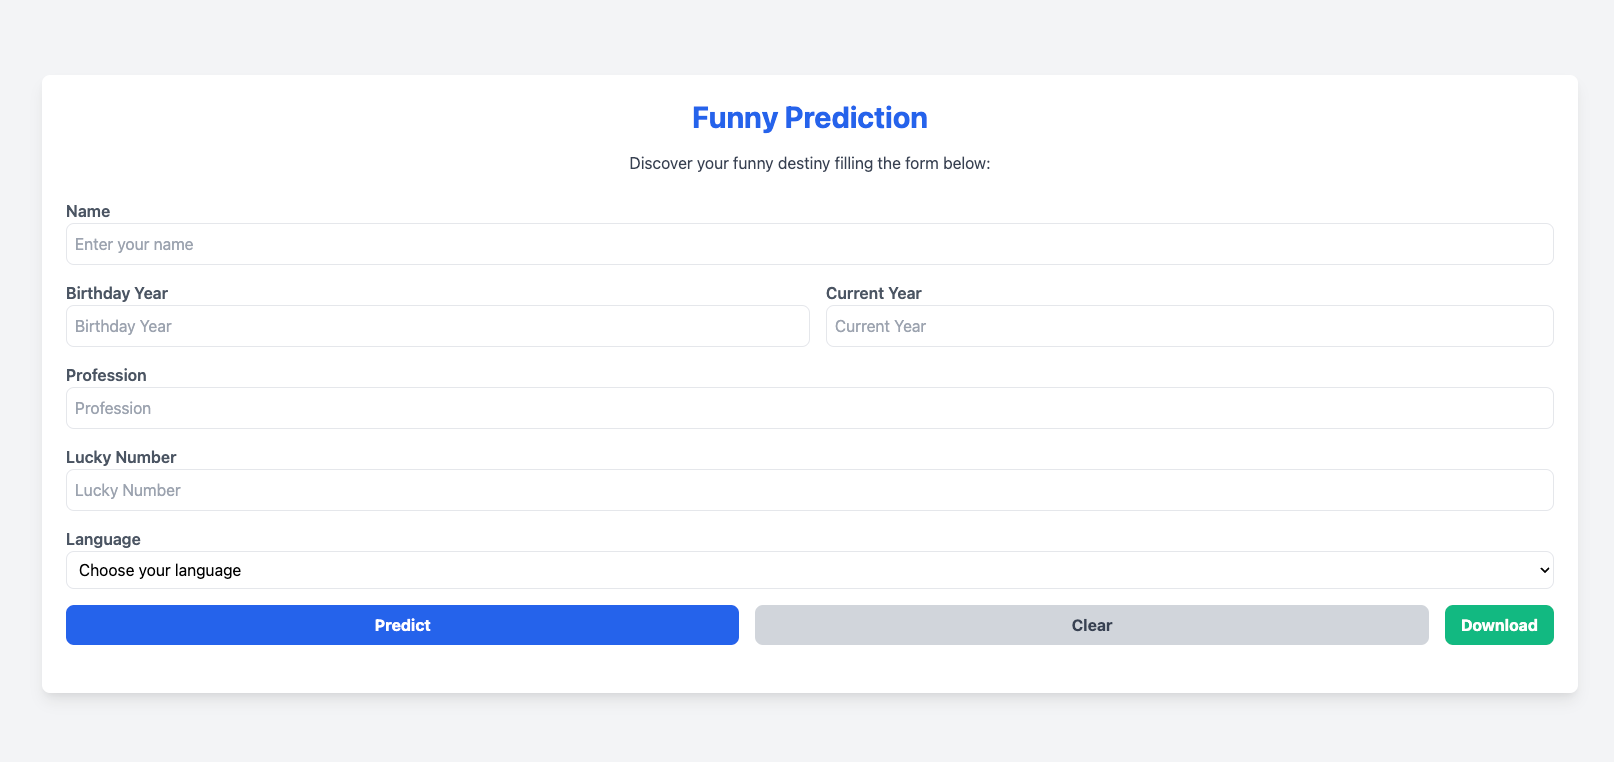 Funny Prediction
Discover your funny destiny filling the form below:
Name
Enter your name
Birthday Year
Current Year
Birthday Year
Current Year
Profession
Profession
Lucky Number
Lucky Number
Language
Choose your language
Predict
Clear
Download